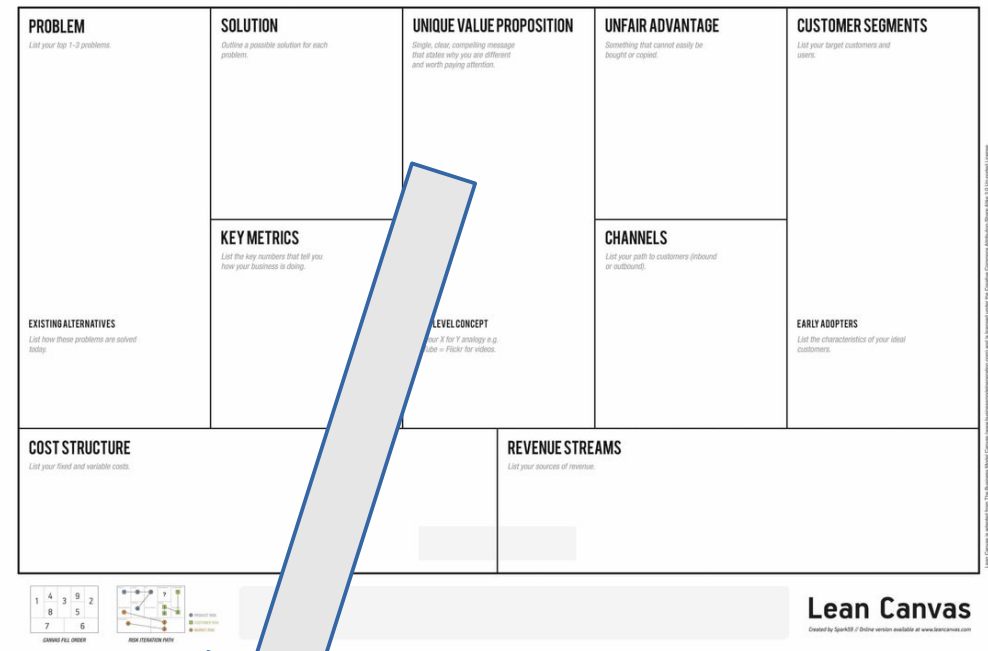 PROBLEM
List your top 1-3 problems.
EXISTING ALTERNATIVES
List how these problems are solved
today.
SOLUTION
Outline a possible solution for each
problem.
KEY METRICS
List the key numbers that tell you
how your business is doing.
UNIQUE VALUE PROPOSITION
Single, clear, compelling message
that states why you are different
and worth paying attention.
LEVEL CONCEPT
X for Y analogy e.g.
= Flickr for videos.
UNFAIR ADVANTAGE
Something that cannot easily be
bought or copied.
CHANNELS
List your path to customers (inbound
or outbound).
CUSTOMER SEGMENTS
List your target customers and
users.
EARLY ADOPTERS
List the characteristics of your ideal
customers.
COST STRUCTURE
List your fixed and variable costs.
REVENUE STREAMS
List your sources of revenue.
1 4 3 9 2
8 5
7 6
CANVAS FILL ORDER
?
PRODUCT RISK
CUSTOMER RISK
MARKET RISK
RISK ITERATION PATH
Lean Canvas
Created by Spark59 // Online version available at www.leancanvas.com